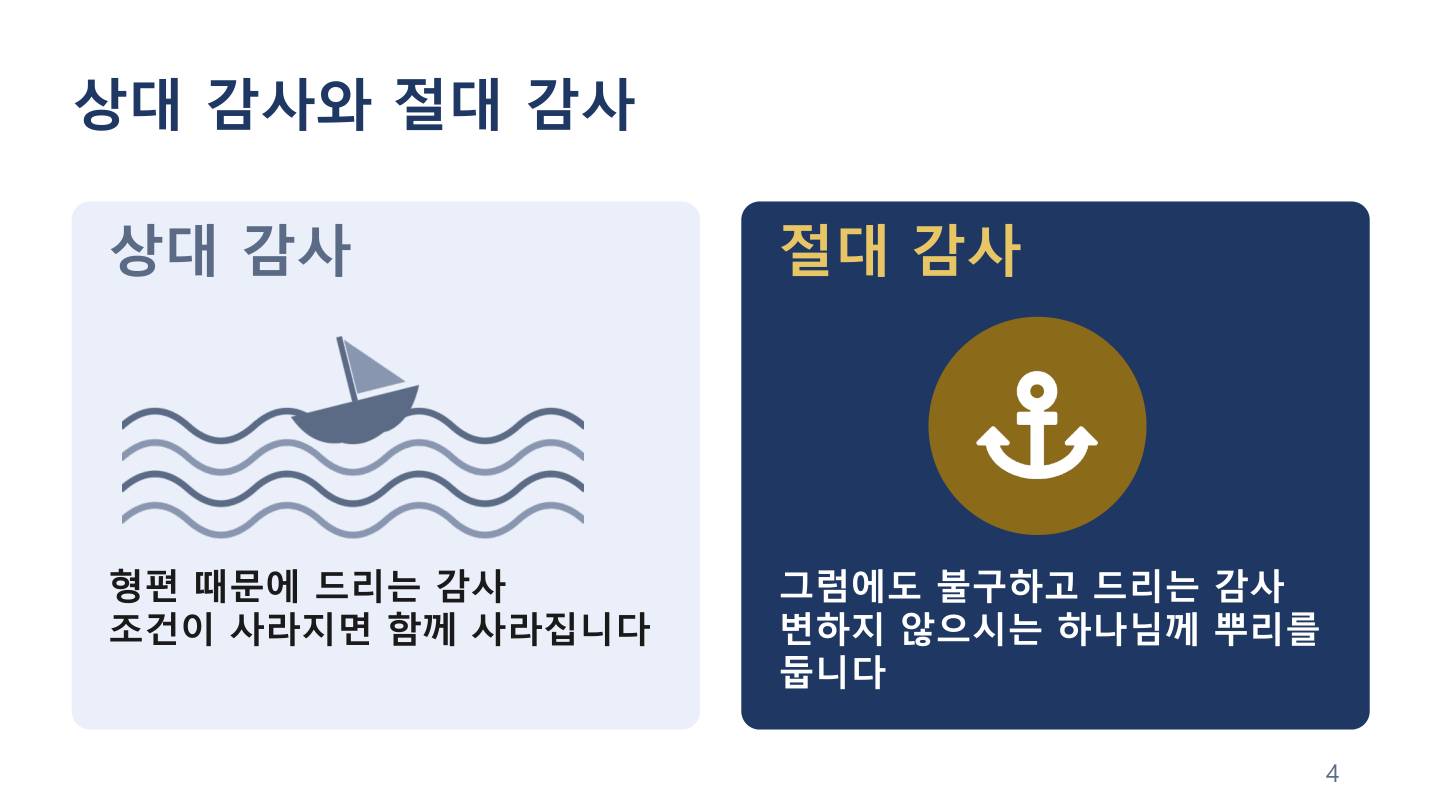 상대 감사와 절대 감사
상대 감사
형편 때문에 드리는 감사
조건이 사라지면 함께 사라집니다
절대 감사
그럼에도 불구하고 드리는 감사
변하지 않으시는 하나님께 뿌리를
둡니다
4